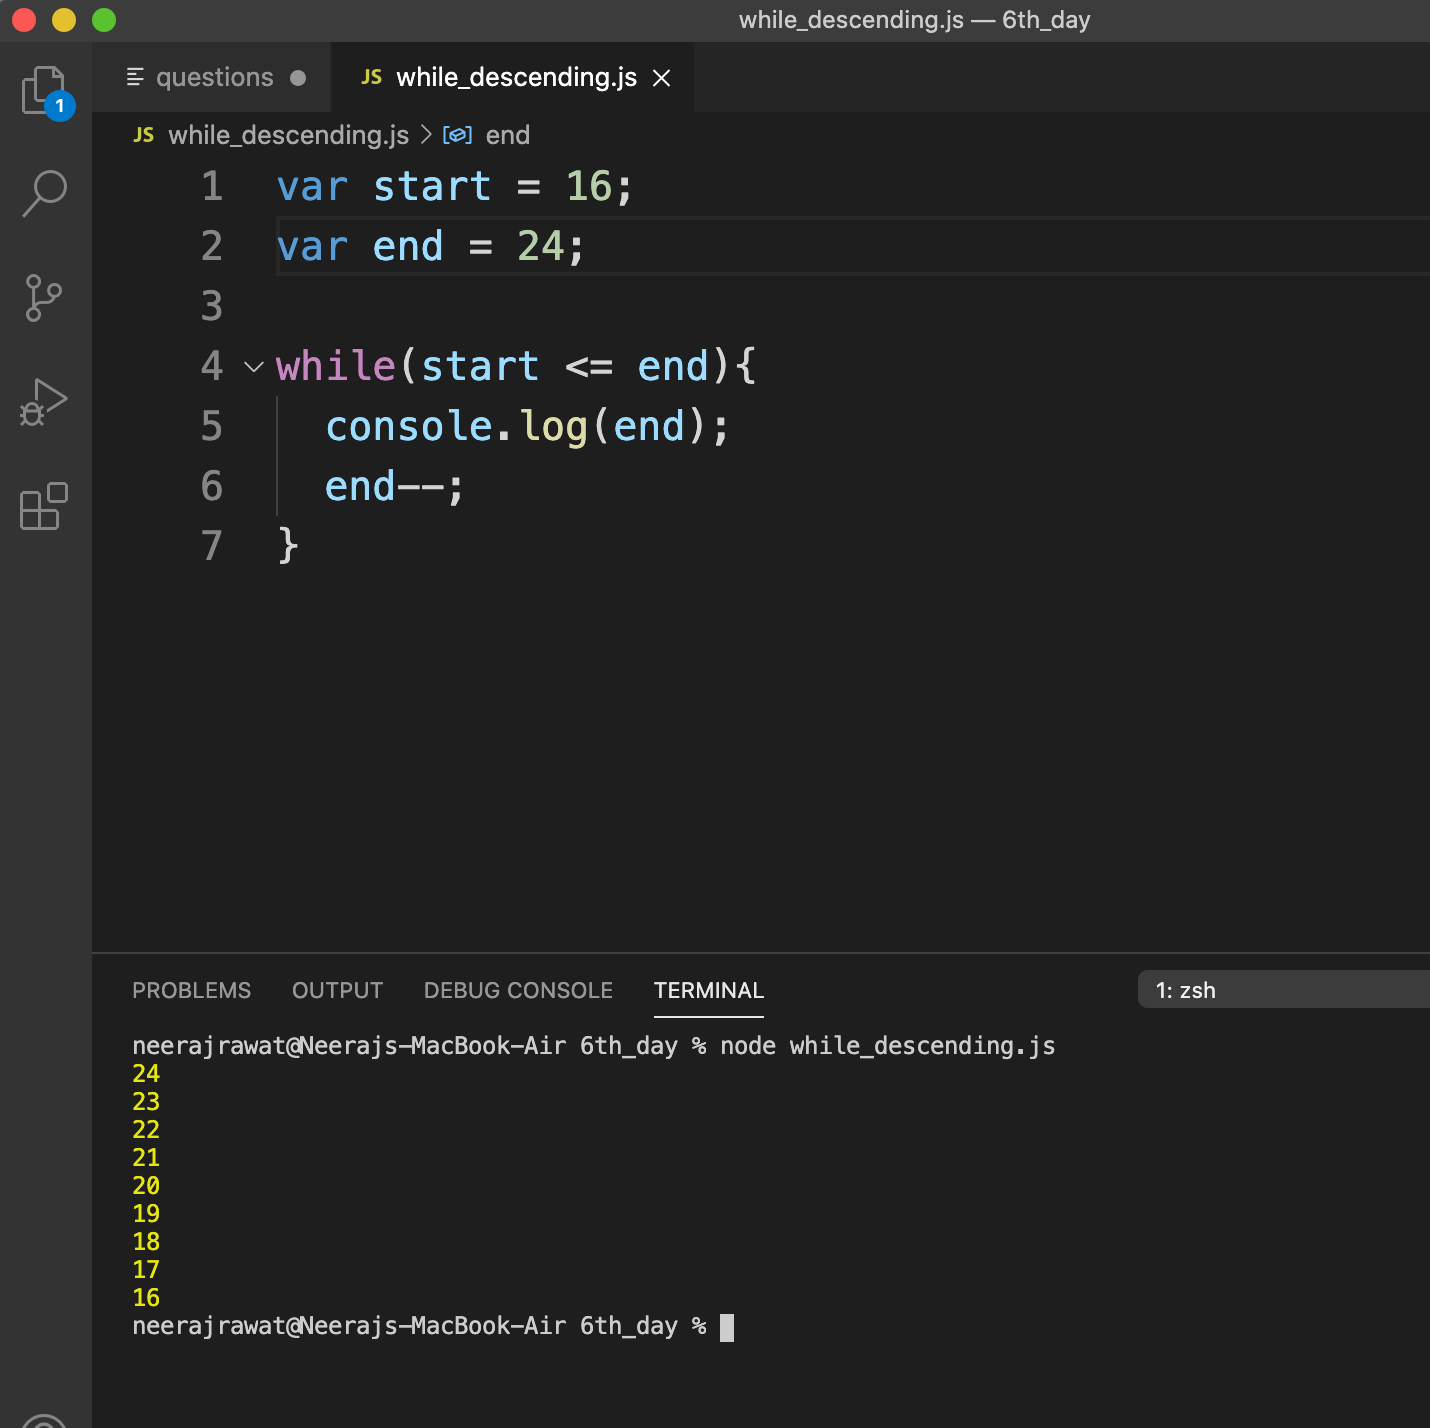 while_descending.js — 6th_day
questions
JS while_descending.js
1
JS while_descending.js > end
1 var start = 16;
2 var end = 24;
3
4 while(start <= end){
5 console.log(end);
6 end--;
7 }
PROBLEMS OUTPUT DEBUG CONSOLE TERMINAL 1: zsh
neerajrawat@Neerajs-MacBook-Air 6th_day % node while_descending.js
24
23
22
21
20
19
18
17
16
neerajrawat@Neerajs-MacBook-Air 6th_day %